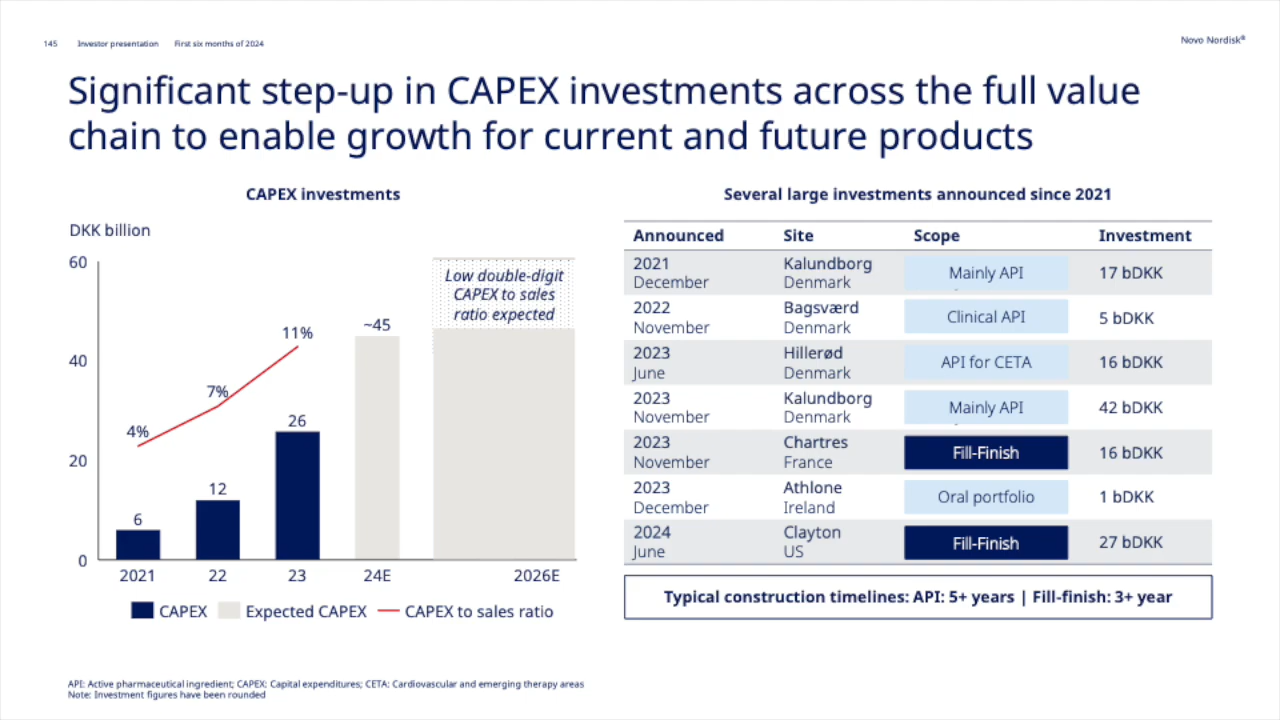 145 Investor presentation First six months of 2024
Novo Nordisk®
Significant step-up in CAPEX investments across the full value
chain to enable growth for current and future products
CAPEX investments
DKK billion
60
40
20
0
4%
7%
11%
6
12
26
~45
Low double-digit
CAPEX to sales
ratio expected
2021 22 23 24E 2026E
CAPEX Expected CAPEX CAPEX to sales ratio
Several large investments announced since 2021
Announced Site Scope Investment
2021 Kalundborg
December Denmark
Mainly API 17 bDKK
2022 Bagsværd
November Denmark
Clinical API 5 bDKK
2023 Hillerød
June Denmark
API for CETA 16 bDKK
2023 Kalundborg
November Denmark
Mainly API 42 bDKK
2023 Chartres
November France
Fill-Finish 16 bDKK
2023 Athlone
December Ireland
Oral portfolio 1 bDKK
2024 Clayton
June US
Fill-Finish 27 bDKK
Typical construction timelines: API: 5+ years | Fill-finish: 3+ year
API: Active pharmaceutical ingredient; CAPEX: Capital expenditures; CETA: Cardiovascular and emerging therapy areas
Note: Investment figures have been rounded